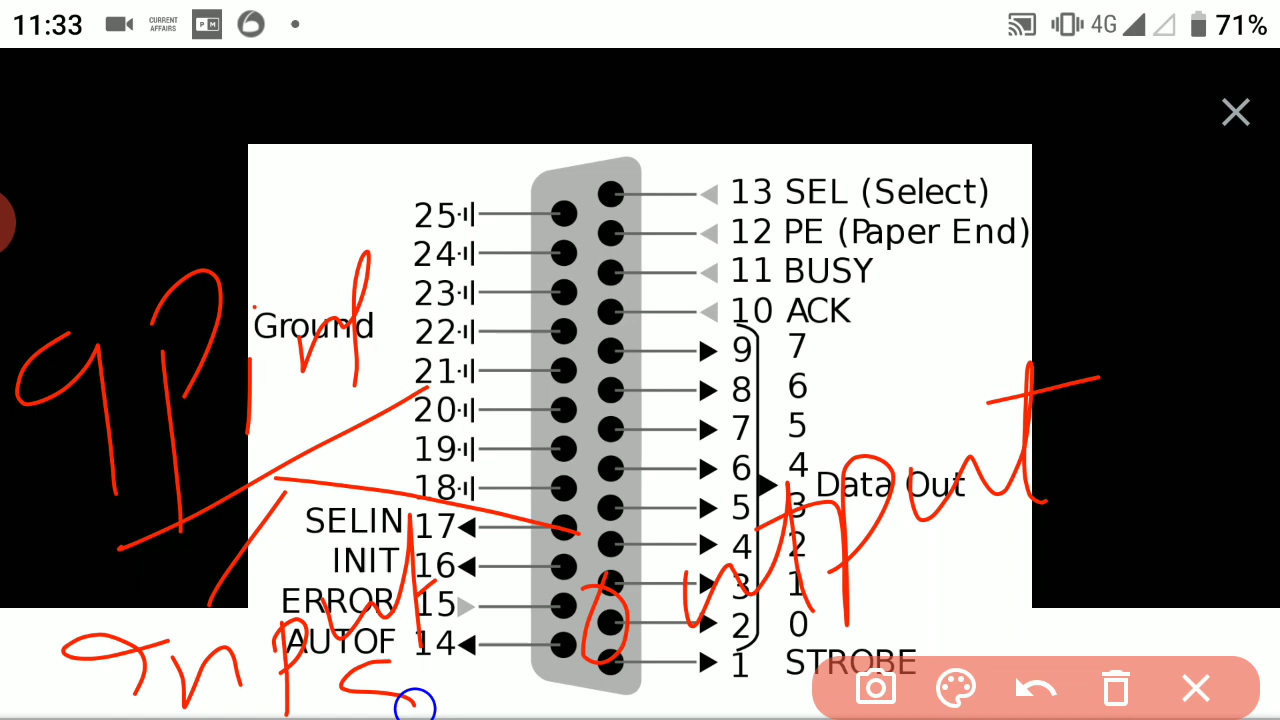 11:33 CURRENT AFFAIRS PM 4G 71%
13 SEL (Select)
25 12 PE (Paper End)
24 11 BUSY
23 10 ACK
Ground 22 9 7
21 8 6
20 7 5
19 6 4 Data Out
18 5 3
SELIN 17 4 2
INIT 16 3 1
ERROR 15 2 0
AUTOF 14 1 STROBE
9 Pin
Input
5
output